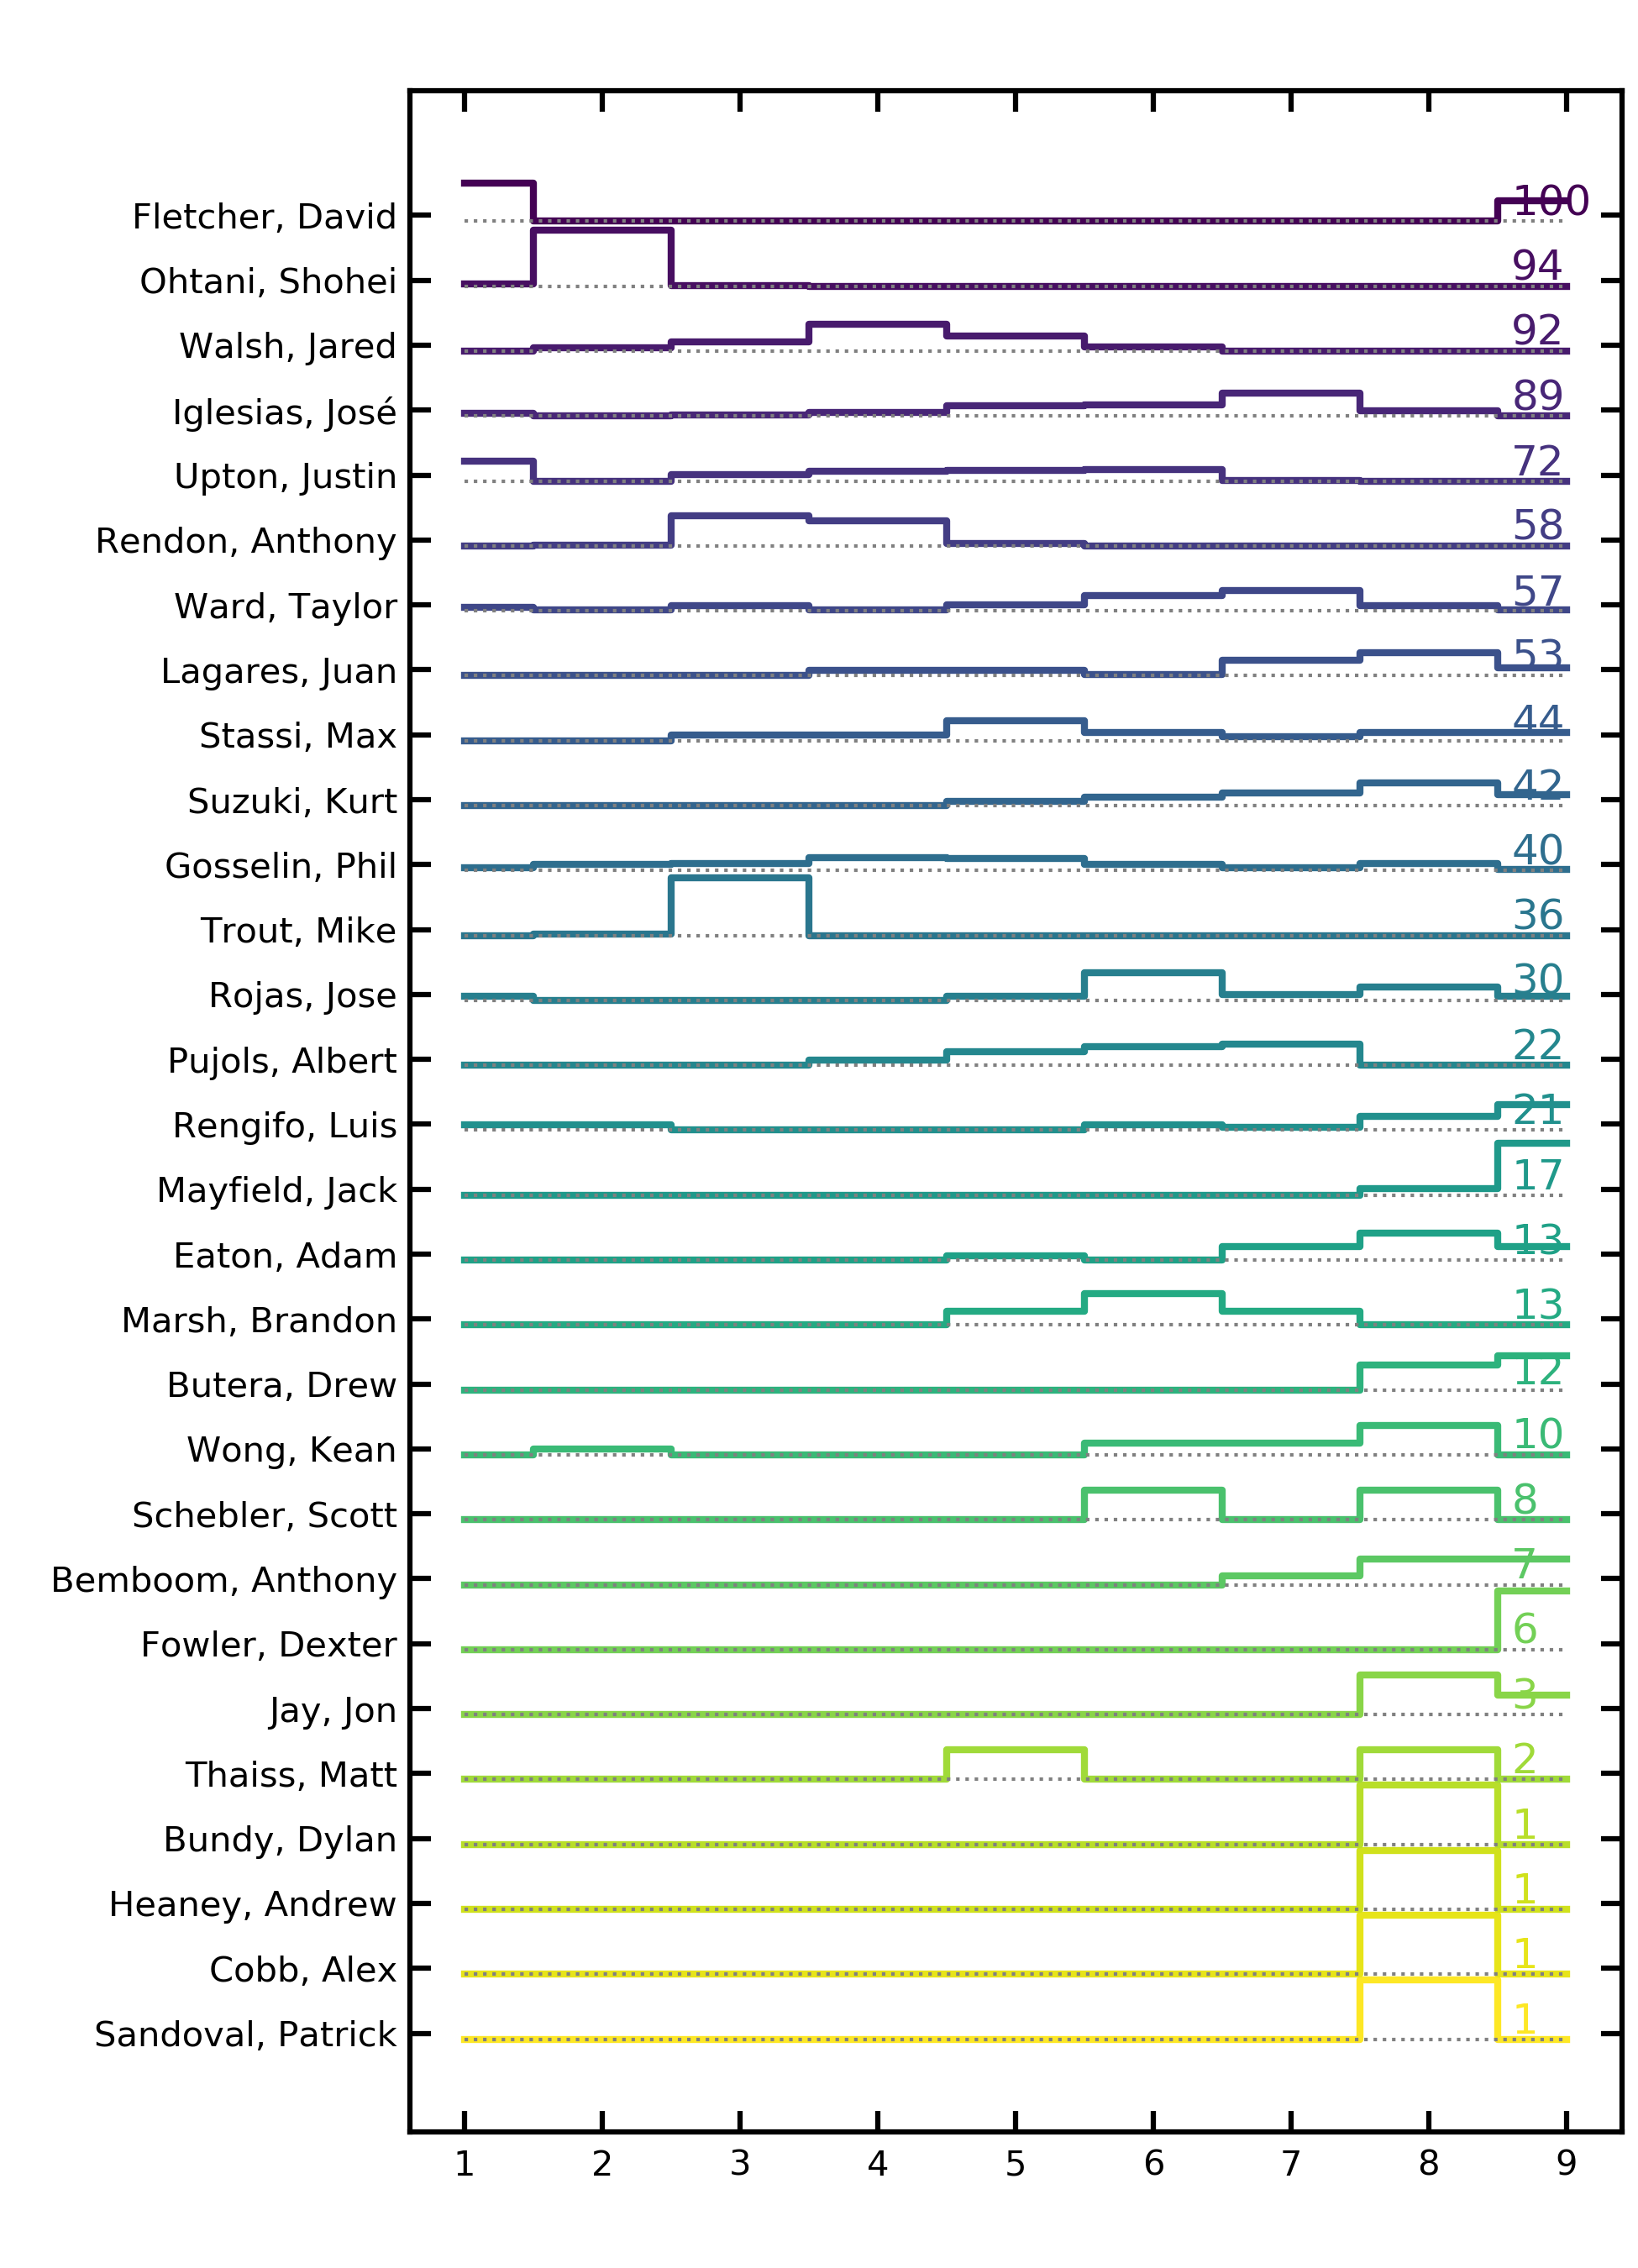 Fletcher, David 100
Ohtani, Shohei 94
Walsh, Jared 92
Iglesias, José 89
Upton, Justin 72
Rendon, Anthony 58
Ward, Taylor 57
Lagares, Juan 53
Stassi, Max 44
Suzuki, Kurt 42
Gosselin, Phil 40
Trout, Mike 36
Rojas, Jose 30
Pujols, Albert 22
Rengifo, Luis 21
Mayfield, Jack 17
Eaton, Adam 13
Marsh, Brandon 13
Butera, Drew 12
Wong, Kean 10
Schebler, Scott 8
Bemboom, Anthony 7
Fowler, Dexter 6
Jay, Jon 3
Thaiss, Matt 2
Bundy, Dylan 1
Heaney, Andrew 1
Cobb, Alex 1
Sandoval, Patrick 1
1 2 3 4 5 6 7 8 9